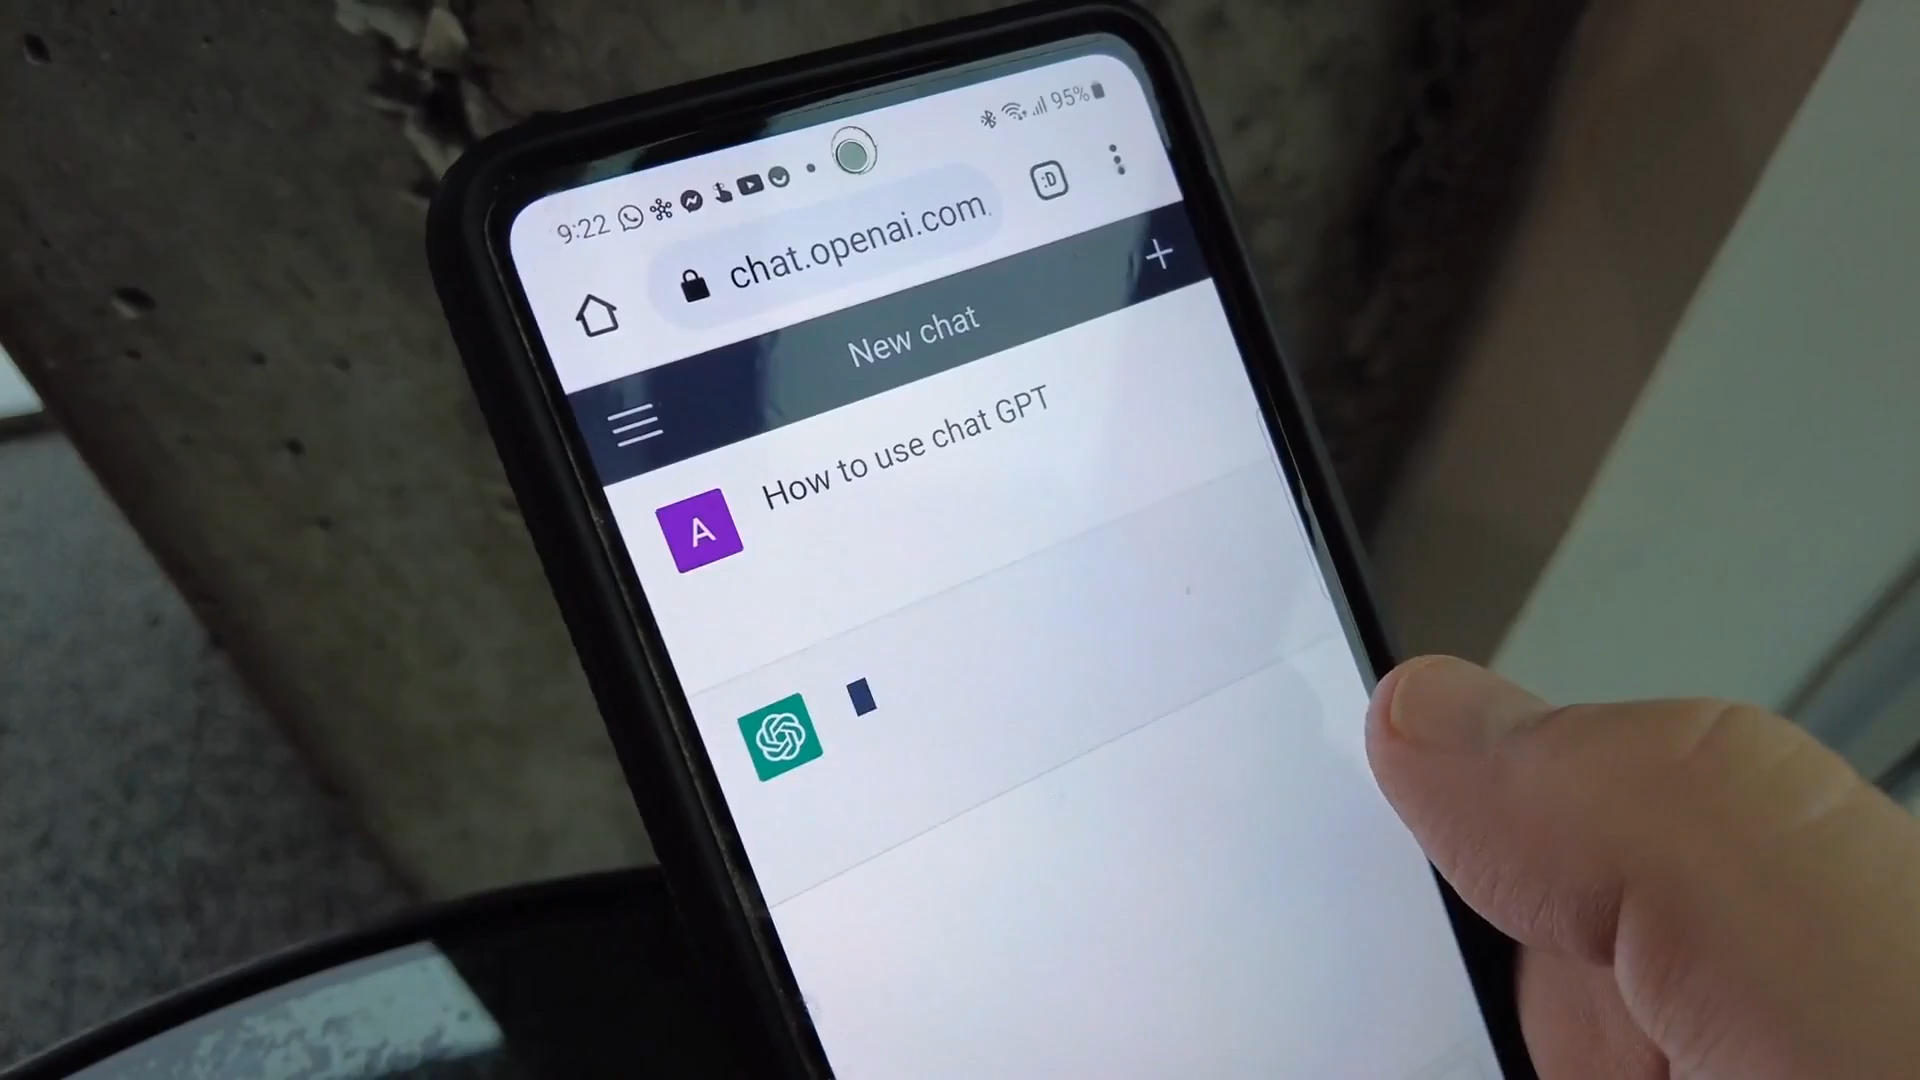 9:22 95%
:D
chat.openai.com
New chat
+
How to use chat GPT
A